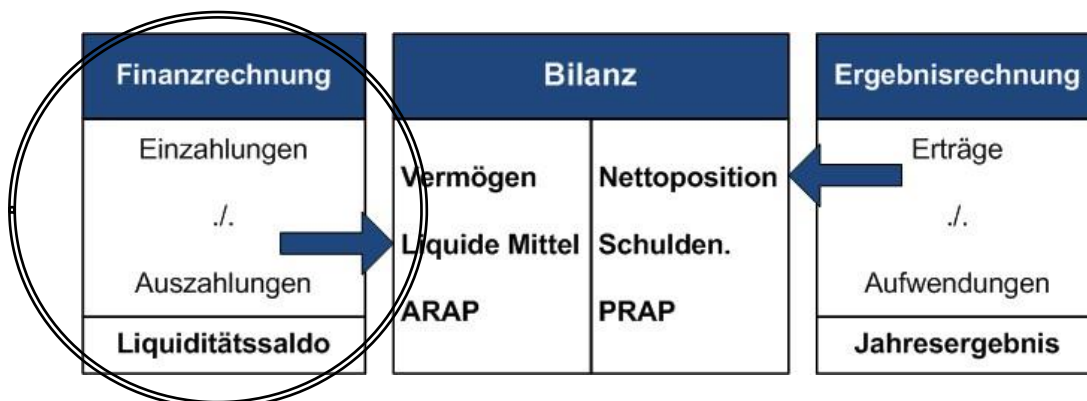 Finanzrechnung
Einzahlungen
./.
Auszahlungen
Liquiditätssaldo
Bilanz
Vermögen
Liquide Mittel
ARAP
Nettoposition
Schulden.
PRAP
Ergebnisrechnung
Erträge
./.
Aufwendungen
Jahresergebnis